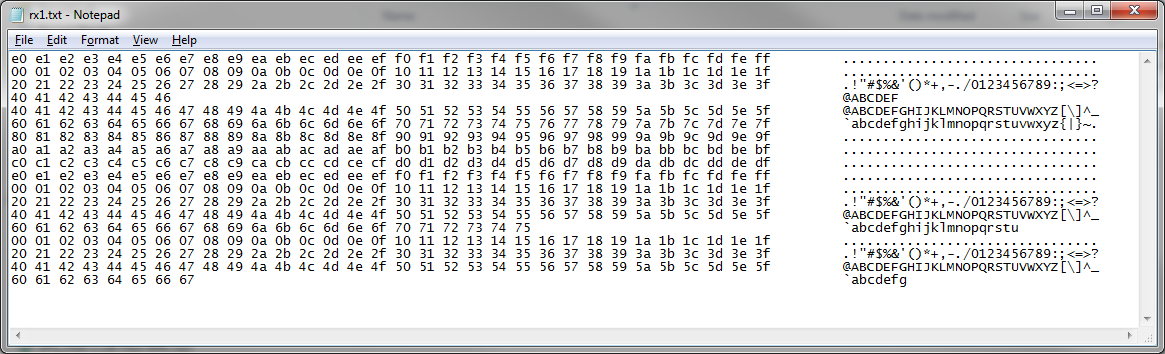 rx1.txt - Notepad
File Edit Format View Help
e0 e1 e2 e3 e4 e5 e6 e7 e8 e9 ea eb ec ed ee ef f0 f1 f2 f3 f4 f5 f6 f7 f8 f9 fa fb fc fd fe ff ................................
00 01 02 03 04 05 06 07 08 09 0a 0b 0c 0d 0e 0f 10 11 12 13 14 15 16 17 18 19 1a 1b 1c 1d 1e 1f ................................
20 21 22 23 24 25 26 27 28 29 2a 2b 2c 2d 2e 2f 30 31 32 33 34 35 36 37 38 39 3a 3b 3c 3d 3e 3f .!"#$%&'()*+,-./0123456789:;<=>?
40 41 42 43 44 45 46 @ABCDEF
40 41 42 43 44 45 46 47 48 49 4a 4b 4c 4d 4e 4f 50 51 52 53 54 55 56 57 58 59 5a 5b 5c 5d 5e 5f @ABCDEFGHIJKLMNOPQRSTUVWXYZ[\]^_
60 61 62 63 64 65 66 67 68 69 6a 6b 6c 6d 6e 6f 70 71 72 73 74 75 76 77 78 79 7a 7b 7c 7d 7e 7f `abcdefghijklmnopqrstuvwxyz{|}~.
80 81 82 83 84 85 86 87 88 89 8a 8b 8c 8d 8e 8f 90 91 92 93 94 95 96 97 98 99 9a 9b 9c 9d 9e 9f ................................
a0 a1 a2 a3 a4 a5 a6 a7 a8 a9 aa ab ac ad ae af b0 b1 b2 b3 b4 b5 b6 b7 b8 b9 ba bb bc bd be bf ................................
c0 c1 c2 c3 c4 c5 c6 c7 c8 c9 ca cb cc cd ce cf d0 d1 d2 d3 d4 d5 d6 d7 d8 d9 da db dc dd de df ................................
e0 e1 e2 e3 e4 e5 e6 e7 e8 e9 ea eb ec ed ee ef f0 f1 f2 f3 f4 f5 f6 f7 f8 f9 fa fb fc fd fe ff ................................
00 01 02 03 04 05 06 07 08 09 0a 0b 0c 0d 0e 0f 10 11 12 13 14 15 16 17 18 19 1a 1b 1c 1d 1e 1f ................................
20 21 22 23 24 25 26 27 28 29 2a 2b 2c 2d 2e 2f 30 31 32 33 34 35 36 37 38 39 3a 3b 3c 3d 3e 3f .!"#$%&'()*+,-./0123456789:;<=>?
40 41 42 43 44 45 46 47 48 49 4a 4b 4c 4d 4e 4f 50 51 52 53 54 55 56 57 58 59 5a 5b 5c 5d 5e 5f @ABCDEFGHIJKLMNOPQRSTUVWXYZ[\]^_
60 61 62 63 64 65 66 67 68 69 6a 6b 6c 6d 6e 6f 70 71 72 73 74 75 `abcdefghijklmnopqrstu
00 01 02 03 04 05 06 07 08 09 0a 0b 0c 0d 0e 0f 10 11 12 13 14 15 16 17 18 19 1a 1b 1c 1d 1e 1f ................................
20 21 22 23 24 25 26 27 28 29 2a 2b 2c 2d 2e 2f 30 31 32 33 34 35 36 37 38 39 3a 3b 3c 3d 3e 3f .!"#$%&'()*+,-./0123456789:;<=>?
40 41 42 43 44 45 46 47 48 49 4a 4b 4c 4d 4e 4f 50 51 52 53 54 55 56 57 58 59 5a 5b 5c 5d 5e 5f @ABCDEFGHIJKLMNOPQRSTUVWXYZ[\]^_
60 61 62 63 64 65 66 67 `abcdefg